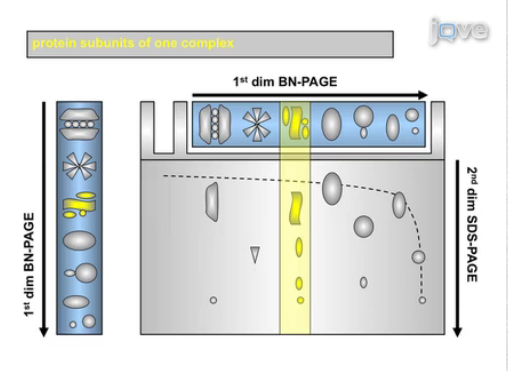 jove
protein subunits of one complex
1st dim BN-PAGE
1st dim BN-PAGE
2nd dim SDS-PAGE